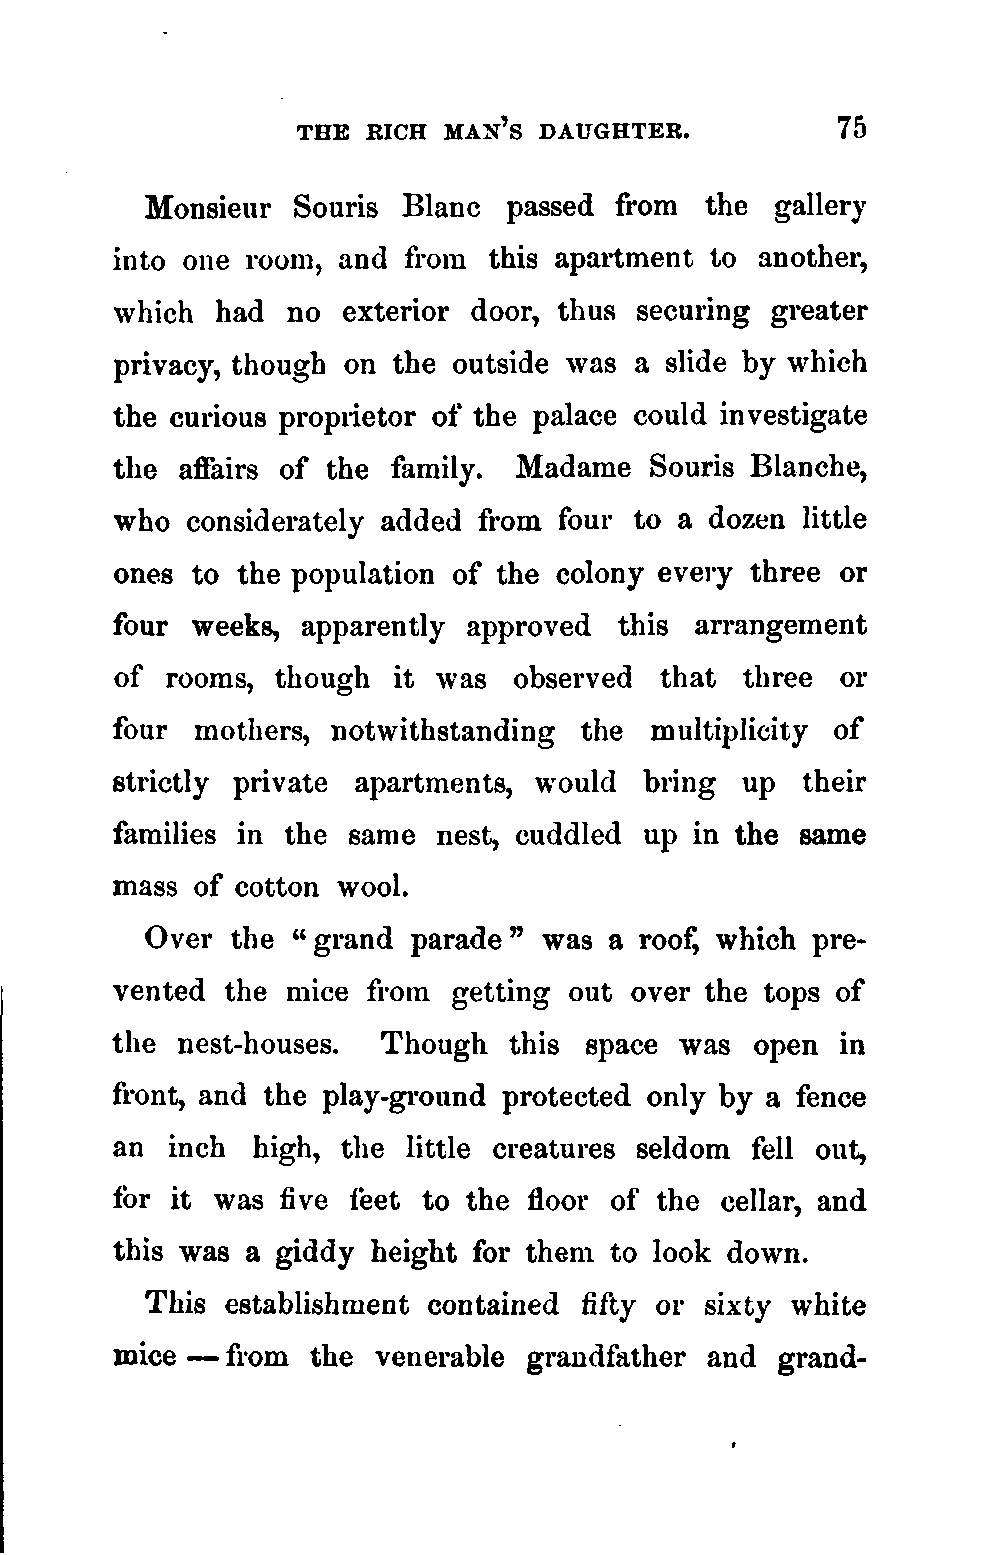 THE RICH MAN'S DAUGHTER. 75
Monsieur Souris Blanc passed from the gallery
into one room, and from this apartment to another,
which had no exterior door, thus securing greater
privacy, though on the outside was a slide by which
the curious proprietor of the palace could investigate
the affairs of the family. Madame Souris Blanche,
who considerately added from four to a dozen little
ones to the population of the colony every three or
four weeks, apparently approved this arrangement
of rooms, though it was observed that three or
four mothers, notwithstanding the multiplicity of
strictly private apartments, would bring up their
families in the same nest, cuddled up in the same
mass of cotton wool.
Over the “grand parade” was a roof, which pre-
vented the mice from getting out over the tops of
the nest-houses. Though this space was open in
front, and the play-ground protected only by a fence
an inch high, the little creatures seldom fell out,
for it was five feet to the floor of the cellar, and
this was a giddy height for them to look down.
This establishment contained fifty or sixty white
mice — from the venerable grandfather and grand-